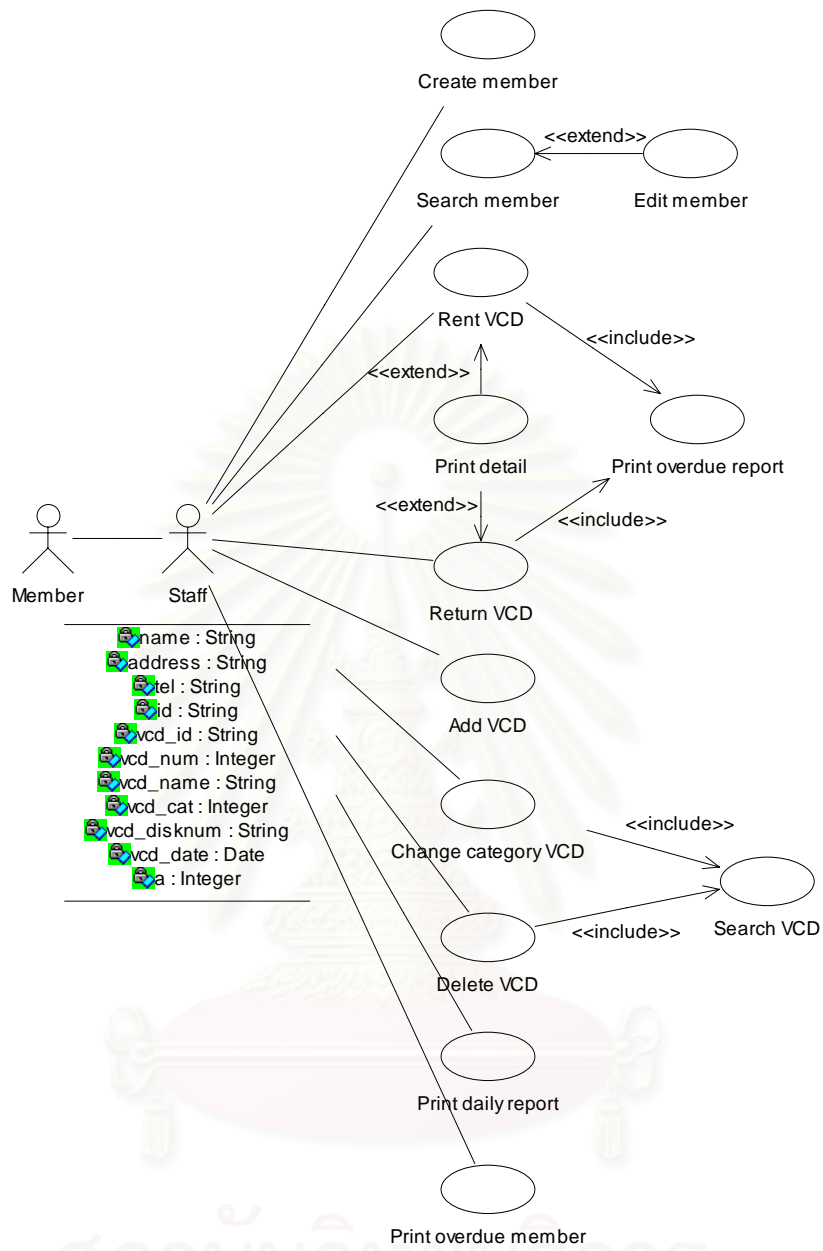 Create member
<<extend>>
Search member
Edit member
Rent VCD
<<include>>
<<extend>>
Print detail
Print overdue report
<<extend>>
<<include>>
Member
Staff
Return VCD
name : String
address : String
tel : String
id : String
vcd_id : String
vcd_num : Integer
vcd_name : String
vcd_cat : Integer
vcd_disknum : String
vcd_date : Date
a : Integer
Add VCD
Change category VCD
<<include>>
<<include>>
Search VCD
Delete VCD
Print daily report
Print overdue member